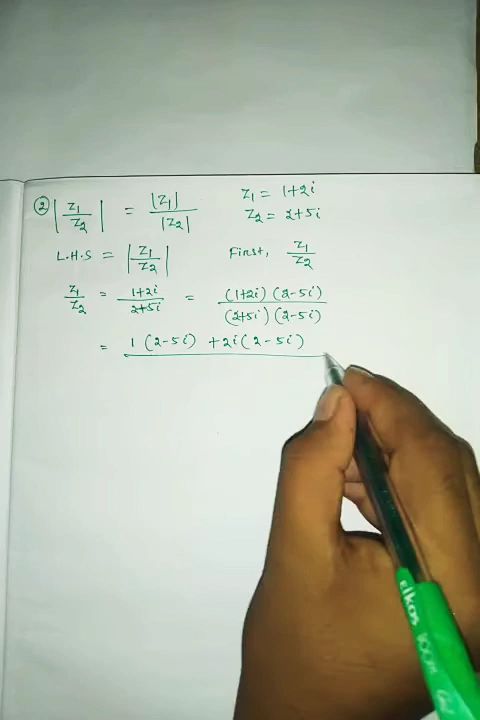 ② |z₁/z₂| = |z₁|/|z₂| z₁ = 1+2i
z₂ = 2+5i
L.H.S = |z₁/z₂| First, z₁/z₂
z₁/z₂ = 1+2i/2+5i = (1+2i)(2-5i)/(2+5i)(2-5i)
= 1(2-5i) +2i(2-5i)
elkos